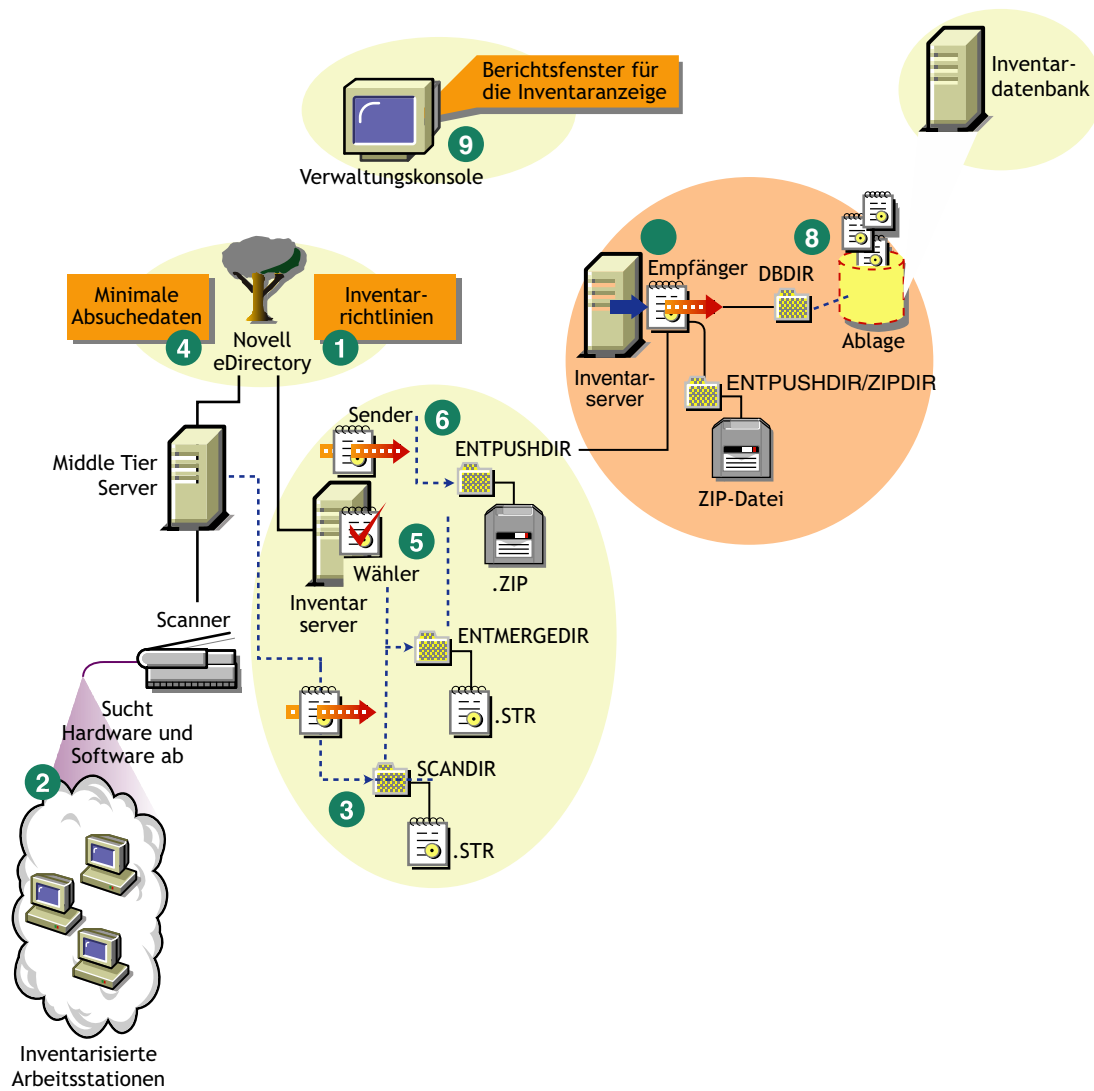 Berichtsfenster für
die Inventaranzeige
9
Verwaltungskonsole
Inventar-
datenbank
Minimale
Absuchedaten
4
Novell
eDirectory
Inventar-
richtlinien
1
Empfänger
DBDIR
8
Ablage
Inventar-
server
ENTPUSHDIR/ZIPDIR
ZIP-Datei
Middle Tier
Server
Sender
6
ENTPUSHDIR
.ZIP
5
Wähler
Inventar
server
ENTMERGEDIR
.STR
SCANDIR
3
.STR
Scanner
Sucht
Hardware und
Software ab
2
Inventarisierte
Arbeitsstationen